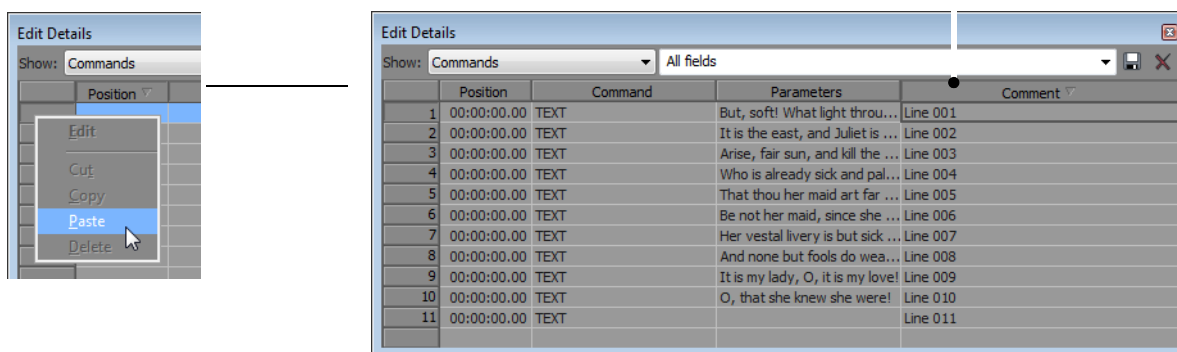 Edit Details
Show: Commands
Position
Edit
Cut
Copy
Paste
Delete
Edit Details
Show: Commands All fields
Position Command Parameters Comment
1 00:00:00.00 TEXT But, soft! What light throu... Line 001
2 00:00:00.00 TEXT It is the east, and Juliet is ... Line 002
3 00:00:00.00 TEXT Arise, fair sun, and kill the ... Line 003
4 00:00:00.00 TEXT Who is already sick and pal... Line 004
5 00:00:00.00 TEXT That thou her maid art far ... Line 005
6 00:00:00.00 TEXT Be not her maid, since she ... Line 006
7 00:00:00.00 TEXT Her vestal livery is but sick ... Line 007
8 00:00:00.00 TEXT And none but fools do wea... Line 008
9 00:00:00.00 TEXT It is my lady, O, it is my love! Line 009
10 00:00:00.00 TEXT O, that she knew she were! Line 010
11 00:00:00.00 TEXT Line 011